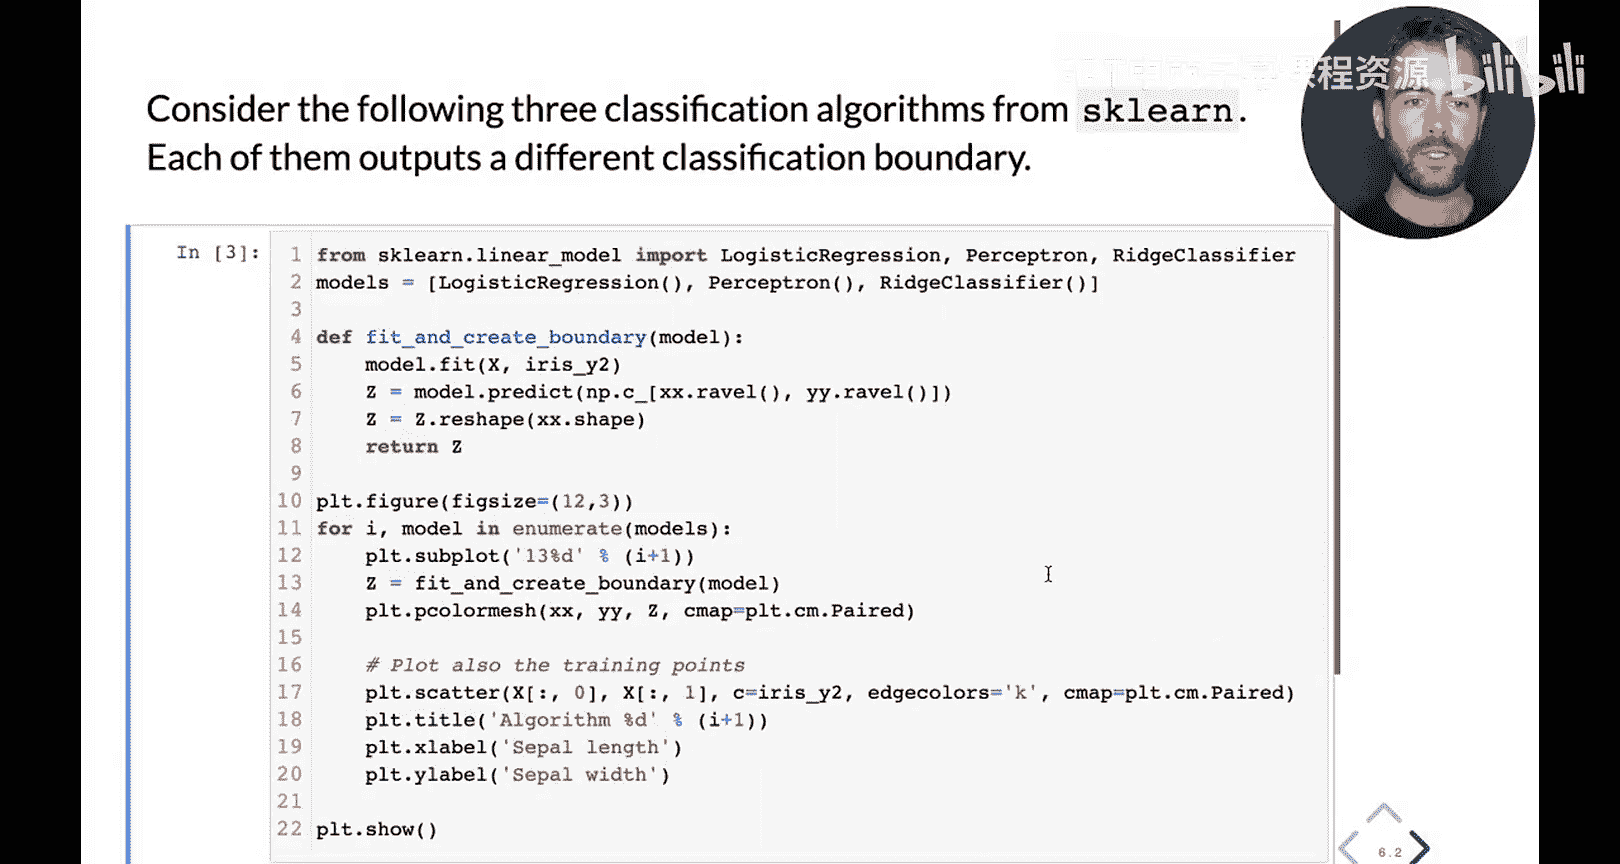 Consider the following three classification algorithms from sklearn.
Each of them outputs a different classification boundary.
课程资源 bilibili
In [3]:
1 from sklearn.linear_model import LogisticRegression, Perceptron, RidgeClassifier
2 models = [LogisticRegression(), Perceptron(), RidgeClassifier()]
3
4 def fit_and_create_boundary(model):
5 model.fit(X, iris_y2)
6 Z = model.predict(np.c_[xx.ravel(), yy.ravel()])
7 Z = Z.reshape(xx.shape)
8 return Z
9
10 plt.figure(figsize=(12,3))
11 for i, model in enumerate(models):
12 plt.subplot('13%d' % (i+1))
13 Z = fit_and_create_boundary(model)
14 plt.pcolormesh(xx, yy, Z, cmap=plt.cm.Paired)
15
16 # Plot also the training points
17 plt.scatter(X[:, 0], X[:, 1], c=iris_y2, edgecolors='k', cmap=plt.cm.Paired)
18 plt.title('Algorithm %d' % (i+1))
19 plt.xlabel('Sepal length')
20 plt.ylabel('Sepal width')
21
22 plt.show()
6.2